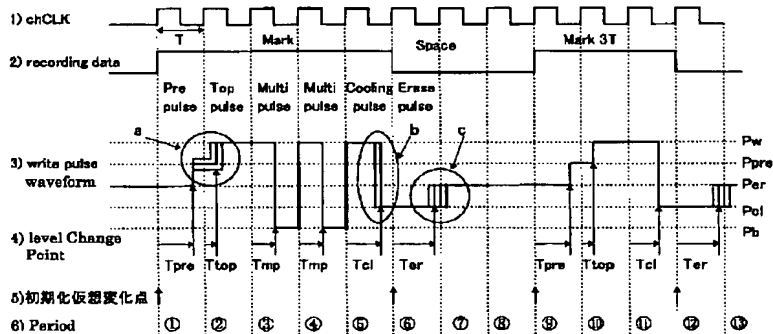 1) chCLK
T
Mark
Space
Mark 3T
2) recording data
Pre pulse
Top pulse
Multi pulse
Multi pulse
Cooling pulse
Erase pulse
a
b
c
3) write pulse waveform
Pw
Ppre
Per
Pcl
Pb
4) level Change Point
Tpre
Ttop
Tmp
Tmp
Tcl
Ter
Tpre
Ttop
Tcl
Ter
5)初期化仮想変化点
6) Period ① ② ③ ④ ⑤ ⑥ ⑦ ⑧ ⑨ ⑩ ⑪ ⑫ ⑬